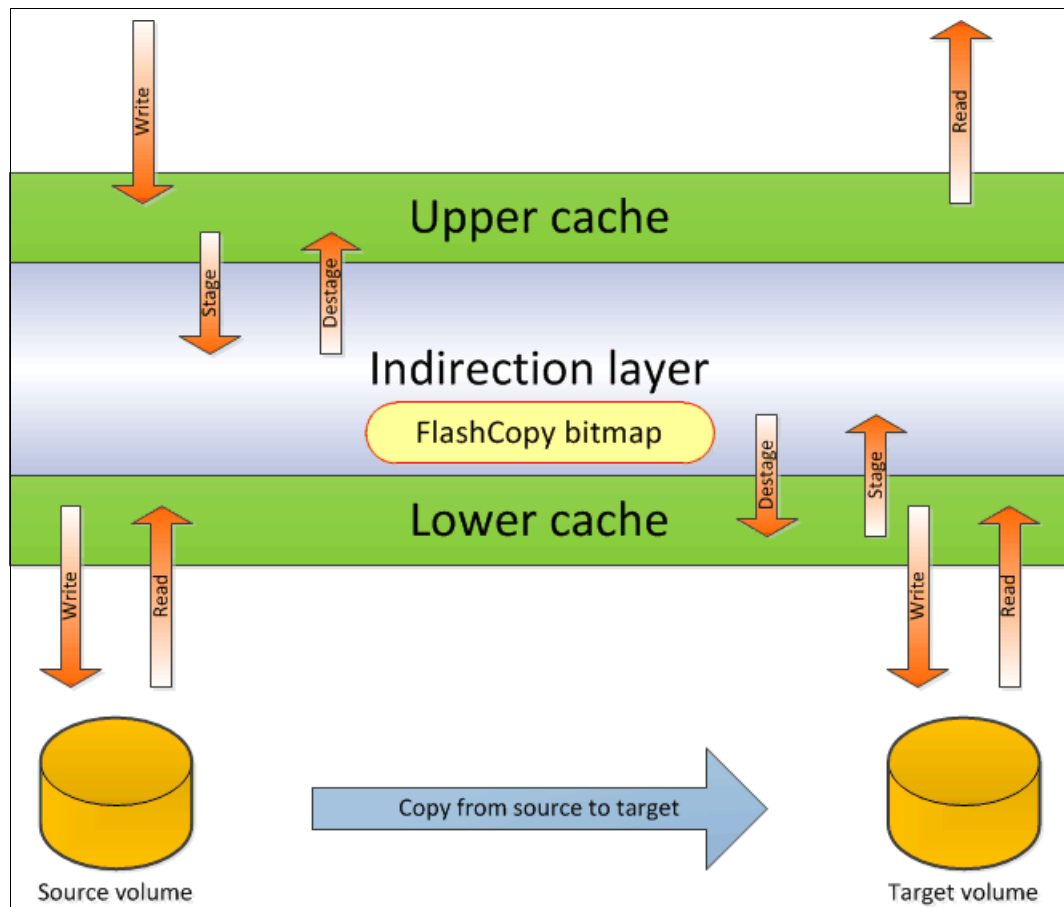 Write
Read
Upper cache
Stage
Destage
Indirection layer
FlashCopy bitmap
Destage
Stage
Lower cache
Write
Read
Write
Read
Copy from source to target
Source volume
Target volume